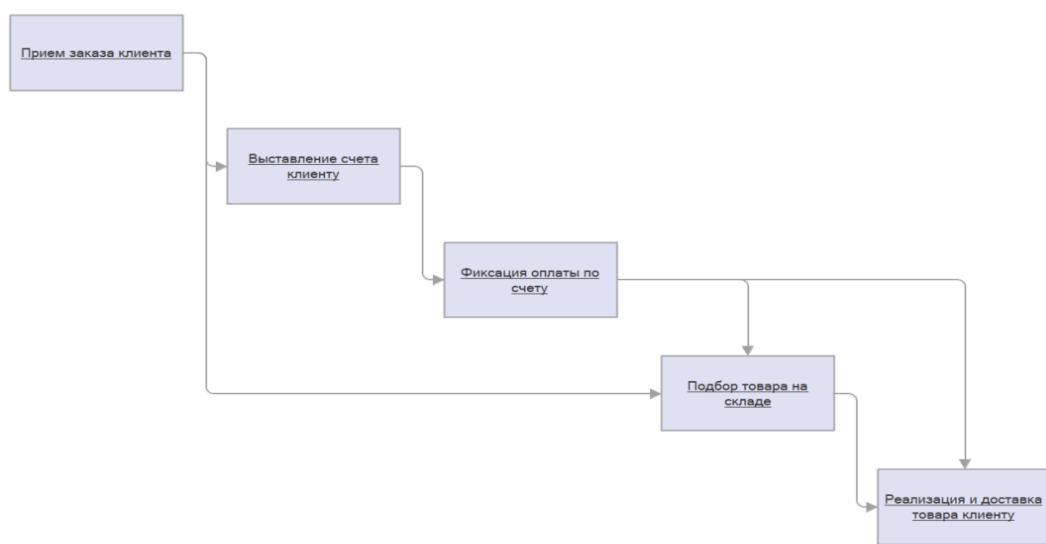 Прием заказа клиента
Выставление счета
клиенту
Фиксация оплаты по
счету
Подбор товара на
складе
Реализация и доставка
товара клиенту